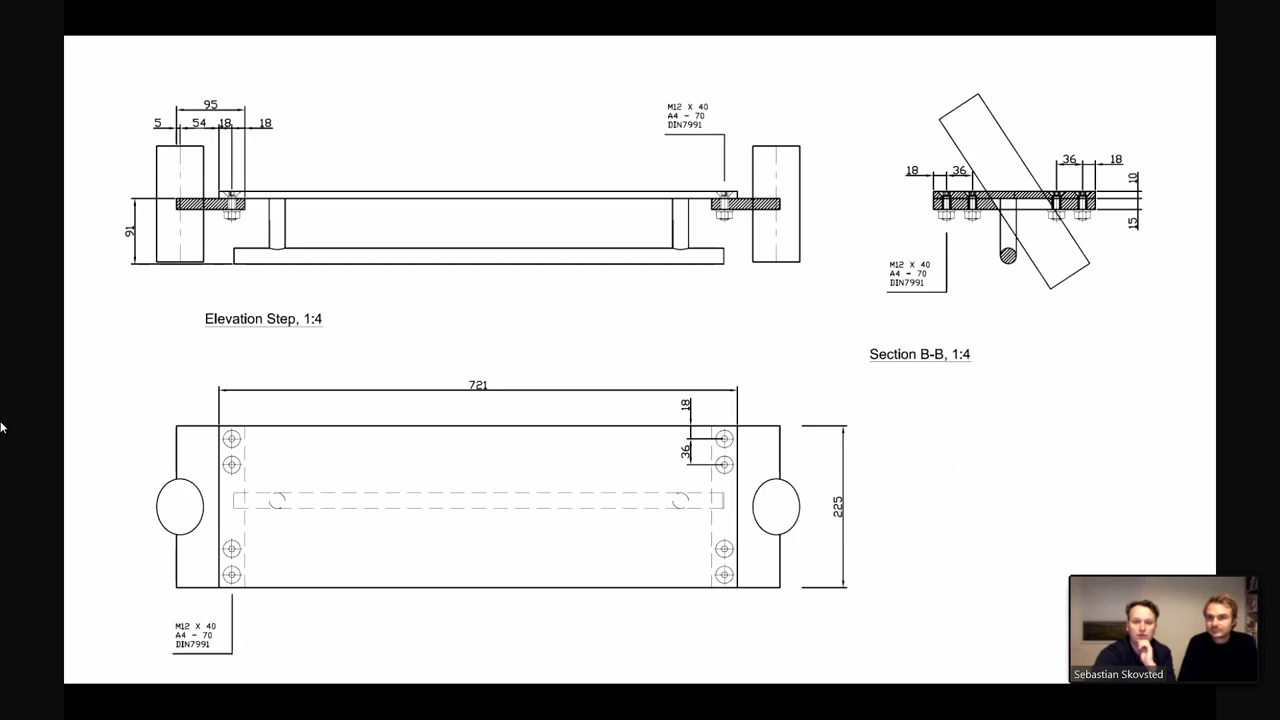 95
5 54 18 18
M12 X 40
A4 - 70
DIN7991
91
Elevation Step, 1:4
36 18
18 36
10
15
M12 X 40
A4 - 70
DIN7991
Section B-B, 1:4
721
18
36
225
M12 X 40
A4 - 70
DIN7991
Sebastian Skovsted